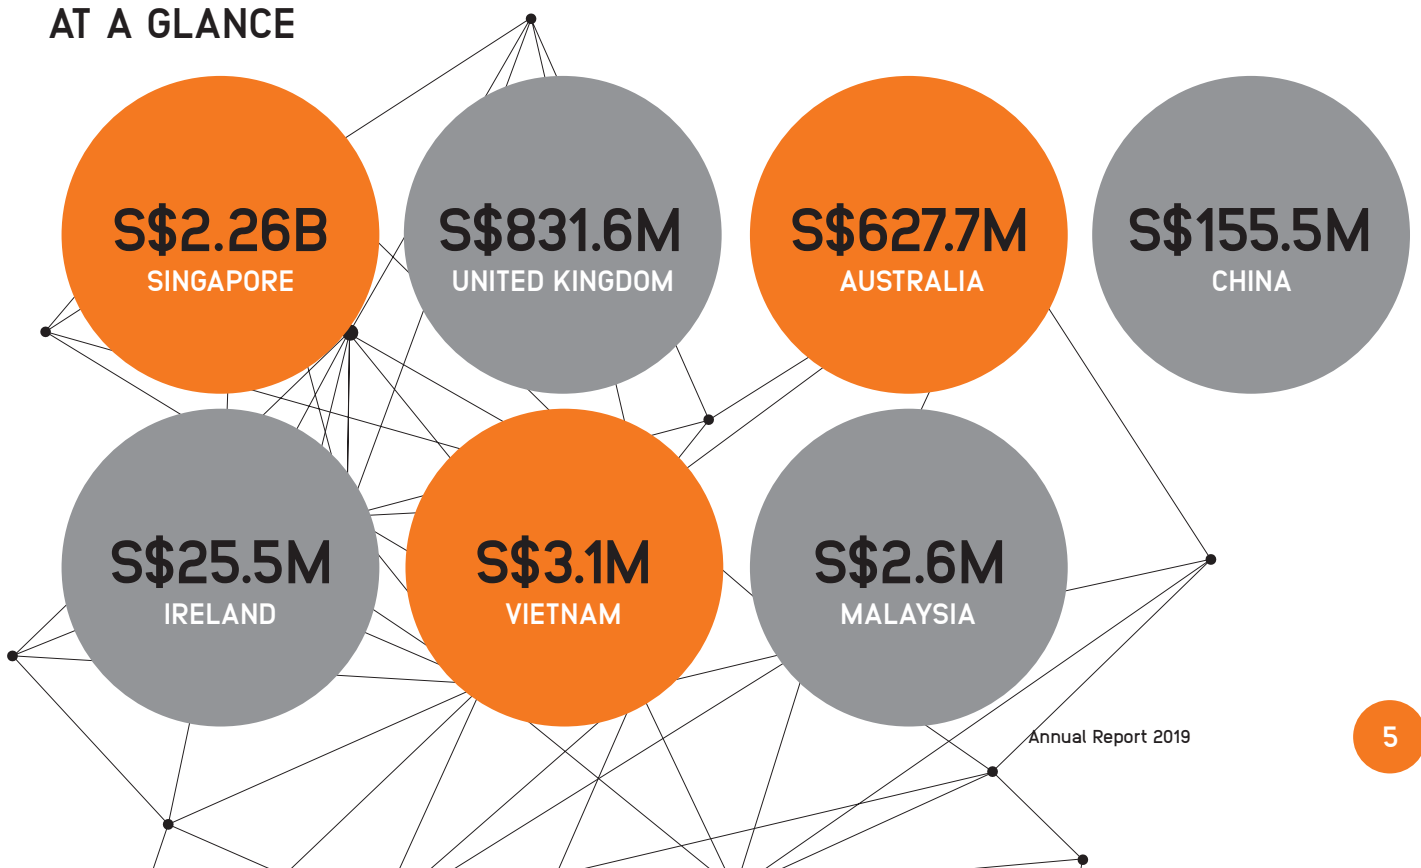 AT A GLANCE
S$2.26B
SINGAPORE
S$831.6M
UNITED KINGDOM
S$627.7M
AUSTRALIA
S$155.5M
CHINA
S$25.5M
IRELAND
S$3.1M
VIETNAM
S$2.6M
MALAYSIA
Annual Report 2019
5